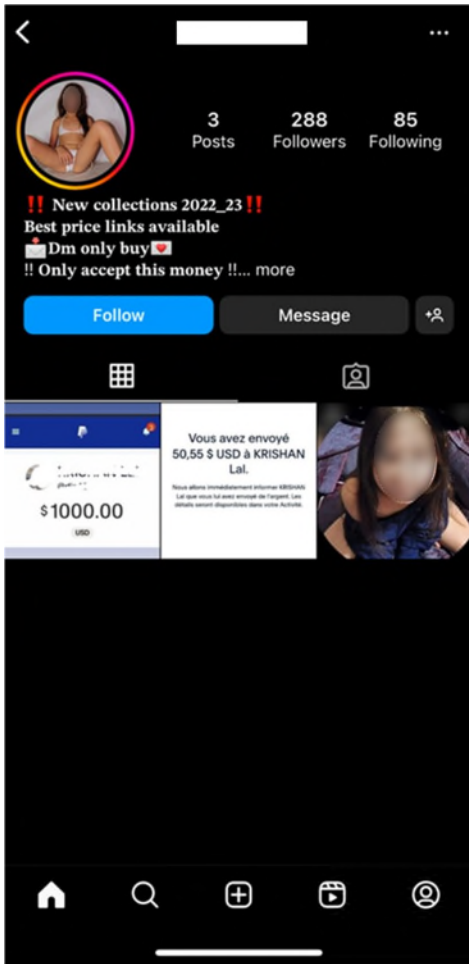 3
288
85
Posts
Followers
Following
‼️ New collections 2022_23‼️
Best price links available
📩Dm only buy💌
!! Only accept this money !!... more
Follow
Message
$1000.00
USD
Vous avez envoyé
50,55 $ USD à KRISHAN
Lal.
Nous allons immédiatement informer KRISHAN
Lal que vous lui avez envoyé de l'argent. Les
détails seront disponibles dans votre Activité.